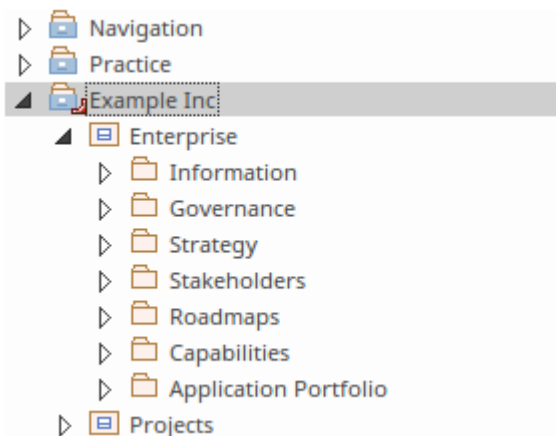 Navigation
Practice
Example Inc
Enterprise
Information
Governance
Strategy
Stakeholders
Roadmaps
Capabilities
Application Portfolio
Projects